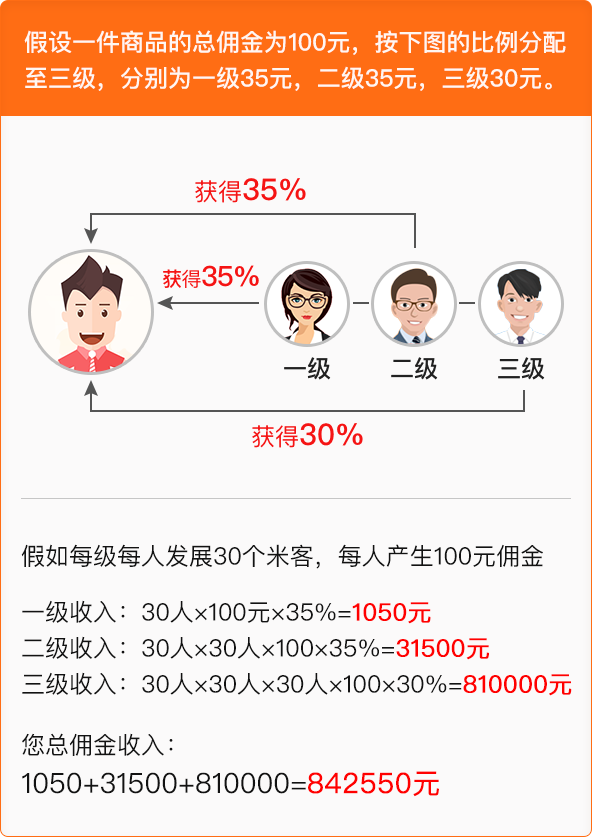 假设一件商品的总佣金为100元，按下图的比例分配
至三级，分别为一级35元，二级35元，三级30元。
获得35%
获得35%
一级
二级
三级
获得30%
假如每级每人发展30个米客，每人产生100元佣金
一级收入：30人×100元×35%=1050元
二级收入：30人×30人×100×35%=31500元
三级收入：30人×30人×30人×100×30%=810000元
您总佣金收入：
1050+31500+810000=842550元